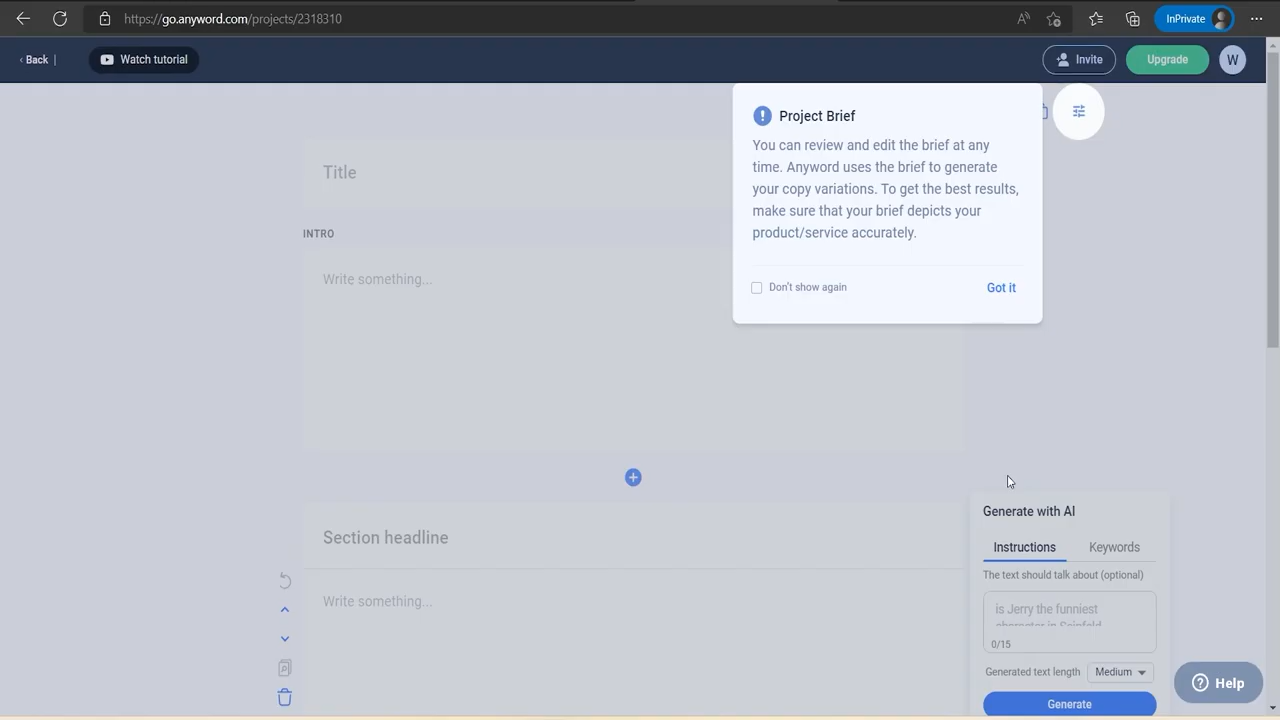 https://go.anyword.com/projects/2318310
InPrivate
Back
Watch tutorial
Invite
Upgrade
W
Project Brief
You can review and edit the brief at any
time. Anyword uses the brief to generate
your copy variations. To get the best results,
make sure that your brief depicts your
product/service accurately.
Don't show again
Got it
Title
INTRO
Write something...
Section headline
Write something...
Generate with AI
Instructions
Keywords
The text should talk about (optional)
is Jerry the funniest
character in Seinfeld
0/15
Generated text length
Medium
Generate
Help